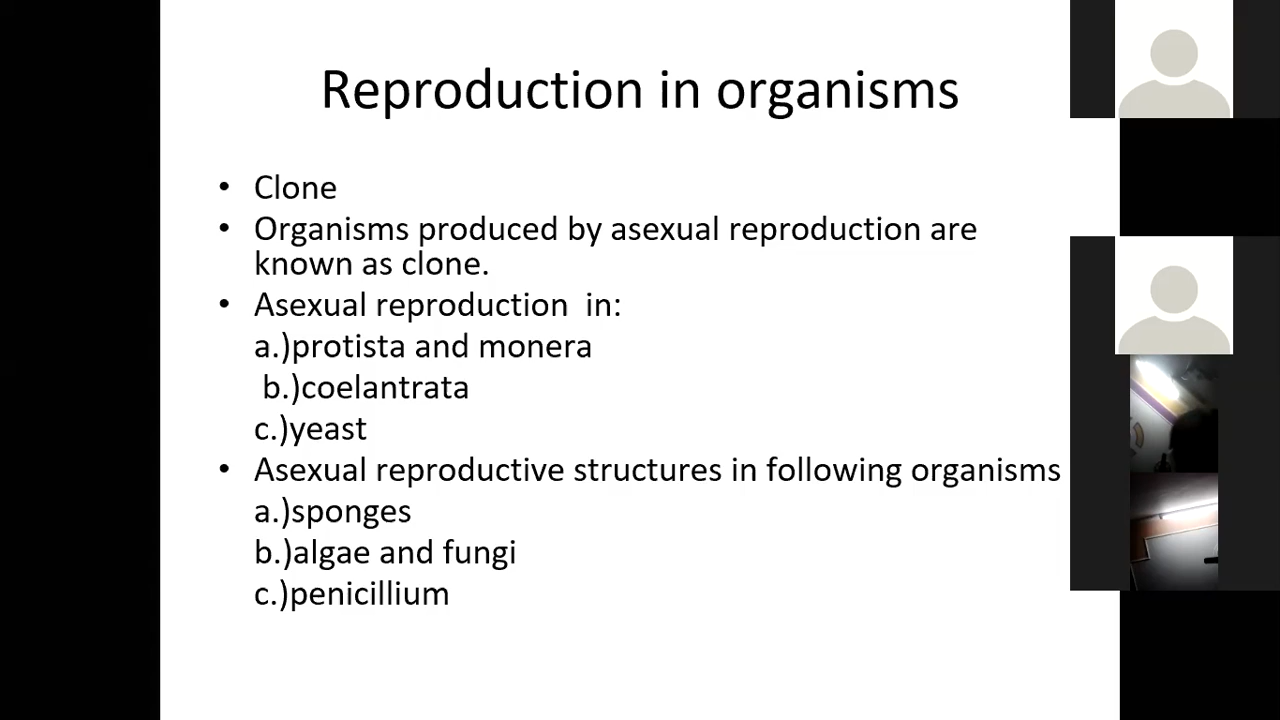 Reproduction in organisms
• Clone
• Organisms produced by asexual reproduction are
known as clone.
• Asexual reproduction  in:
a.)protista and monera
b.)coelantrata
c.)yeast
• Asexual reproductive structures in following organisms
a.)sponges
b.)algae and fungi
c.)penicillium